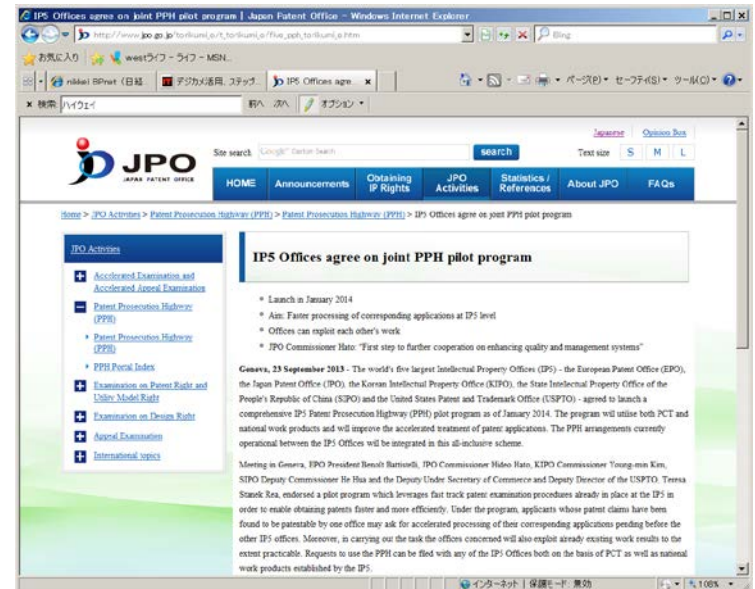 IP5 Offices agree on joint PPH pilot program | Japan Patent Office - Windows Internet Explorer
http://www.jpo.go.jp/torikumi_e/t_torikumi_e/five_pph_torikumi_e.htm
Bing
お気に入り westライフ - ライフ - MSN...
nikkei BPnet (日経... デジカメ活用. ステップ... IP5 Offices agre... x
ページ(P) セーフティ(S) ツール(O)
x 検索: ハイウェイ 前へ 次へ オプション
Japanese Opinion Box
JPO
JAPAN PATENT OFFICE
Site search Google Custom Search search Text size S M L
HOME Announcements Obtaining IP Rights JPO Activities Statistics / References About JPO FAQs
Home > JPO Activities > Patent Prosecution Highway (PPH) > Patent Prosecution Highway (PPH) > IP5 Offices agree on joint PPH pilot program
JPO Activities
Accelerated Examination and
Accelerated Appeal Examination
Patent Prosecution Highway
(PPH)
Patent Prosecution Highway
(PPH)
PPH Portal Index
Examination on Patent Right and
Utility Model Right
Examination on Design Right
Appeal Examination
International topics
IP5 Offices agree on joint PPH pilot program
* Launch in January 2014
* Aim: Faster processing of corresponding applications at IP5 level
* Offices can exploit each other's work
* JPO Commissioner Hato: "First step to further cooperation on enhancing quality and management systems"
Geneva, 23 September 2013 - The world's five largest Intellectual Property Offices (IP5) - the European Patent Office (EPO),
the Japan Patent Office (JPO), the Korean Intellectual Property Office (KIPO), the State Intellectual Property Office of the
People's Republic of China (SIPO) and the United States Patent and Trademark Office (USPTO) - agreed to launch a
comprehensive IP5 Patent Prosecution Highway (PPH) pilot program as of January 2014. The program will utilise both PCT and
national work products and will improve the accelerated treatment of patent applications. The PPH arrangements currently
operational between the IP5 Offices will be integrated in this all-inclusive scheme.
Meeting in Geneva, EPO President Benoît Battistelli, JPO Commissioner Hideo Hato, KIPO Commissioner Young-min Kim,
SIPO Deputy Commissioner He Hua and the Deputy Under Secretary of Commerce and Deputy Director of the USPTO, Teresa
Stanek Rea, endorsed a pilot program which leverages fast track patent examination procedures already in place at the IP5 in
order to enable obtaining patents faster and more efficiently. Under the program, applicants whose patent claims have been
found to be patentable by one office may ask for accelerated processing of their corresponding applications pending before the
other IP5 offices. Moreover, in carrying out the task the offices concerned will also exploit already existing work results to the
extent practicable. Requests to use the PPH can be filed with any of the IP5 Offices both on the basis of PCT as well as national
work products established by the IP5.
インターネット | 保護モード: 無効 108%